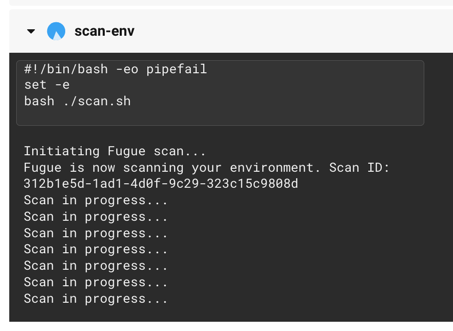 scan-env
#!/bin/bash -eo pipefail
set -e
bash ./scan.sh
Initiating Fugue scan...
Fugue is now scanning your environment. Scan ID:
312b1e5d-1ad1-4d0f-9c29-323c15c9808d
Scan in progress...
Scan in progress...
Scan in progress...
Scan in progress...
Scan in progress...
Scan in progress...
Scan in progress...